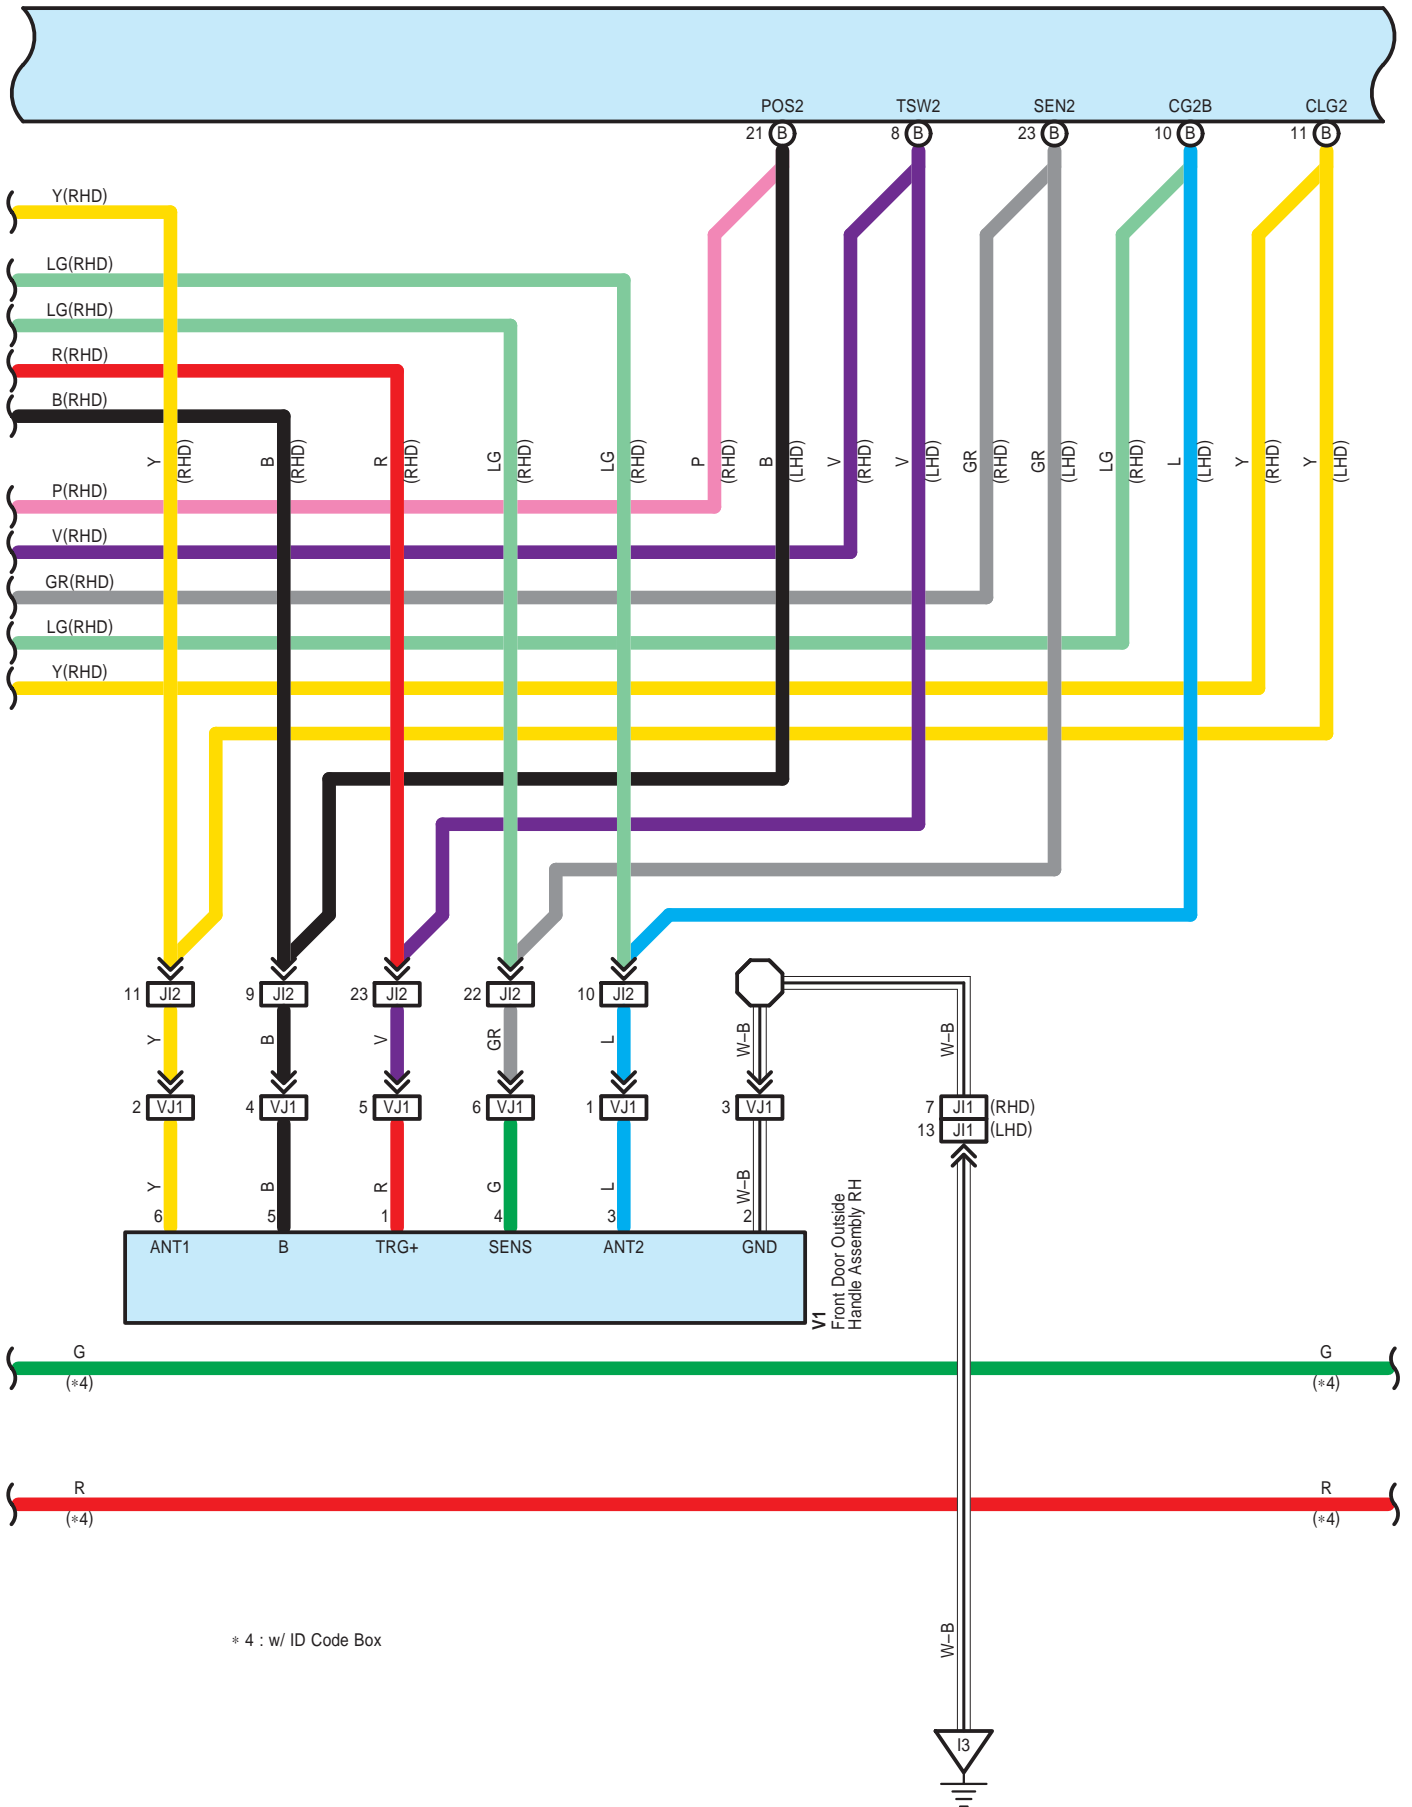 POS2 TSW2 SEN2 CG2B CLG2
21 B 8 B 23 B 10 B 11 B
Y(RHD)
LG(RHD)
LG(RHD)
R(RHD)
B(RHD)
Y (RHD) B (RHD) R (RHD) LG (RHD) LG (RHD) P (RHD) B (LHD) V (RHD) V (LHD) GR (RHD) GR (LHD) LG (RHD) L (LHD) Y (RHD) Y (LHD)
P(RHD)
V(RHD)
GR(RHD)
LG(RHD)
Y(RHD)
11 JI2 9 JI2 23 JI2 22 JI2 10 JI2
Y B V GR L W–B W–B
2 VJ1 4 VJ1 5 VJ1 6 VJ1 1 VJ1 3 VJ1 7 JI1 (RHD)
13 JI1 (LHD)
Y B R G L W–B
6 5 1 4 3 2
ANT1 B TRG+ SENS ANT2 GND
V1
Front Door Outside
Handle Assembly RH
G G
(*4) (*4)
R R
(*4) (*4)
* 4 : w/ ID Code Box
W–B
I3